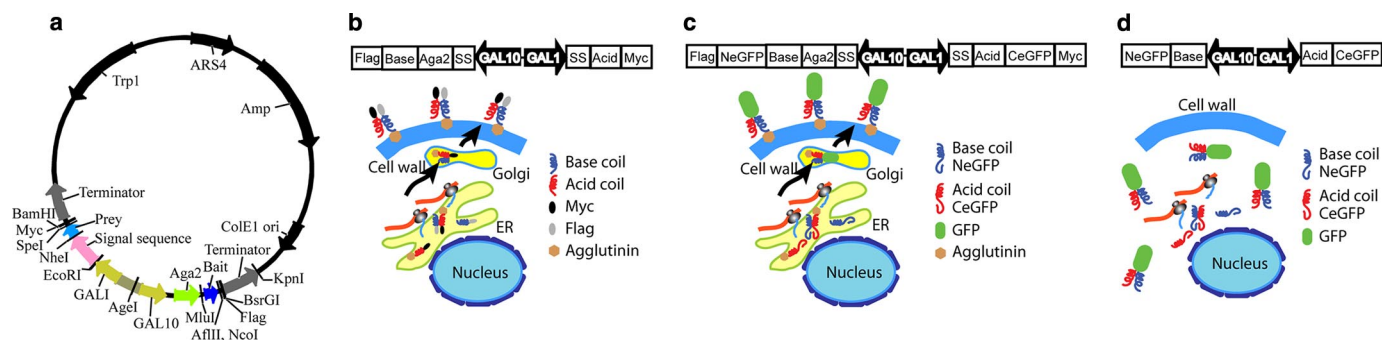 a
ARS4
Trp1
Amp
Terminator
BamHI
Myc
Prey
SpeI
Signal sequence
NheI
EcoRI
GALI
AgeI
GAL10
Aga2
MluI
Bait
AflII, NcoI
Flag
BsrGI
KpnI
Terminator
ColE1 ori
b
Flag Base Aga2 SS GAL10 GAL1 SS Acid Myc
Cell wall
Golgi
ER
Nucleus
Base coil
Acid coil
Myc
Flag
Agglutinin
c
Flag NeGFP Base Aga2 SS GAL10 GAL1 SS Acid CeGFP Myc
Cell wall
Golgi
ER
Nucleus
Base coil
NeGFP
Acid coil
CeGFP
GFP
Agglutinin
d
NeGFP Base GAL10 GAL1 Acid CeGFP
Cell wall
Nucleus
Base coil
NeGFP
Acid coil
CeGFP
GFP